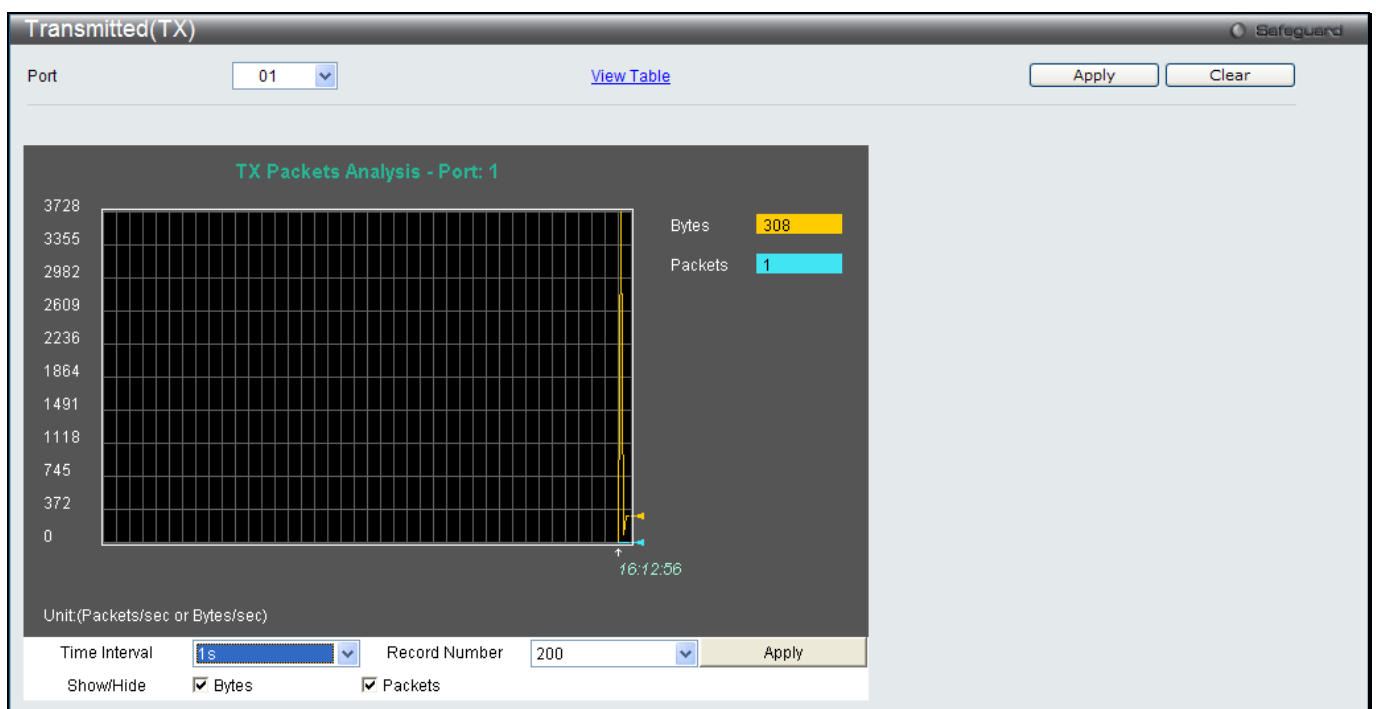 Transmitted(TX)
Safeguard
Port 01 View Table Apply Clear
TX Packets Analysis - Port: 1
3728
3355
2982
2609
2236
1864
1491
1118
745
372
0
Bytes 308
Packets 1
16:12:56
Unit:(Packets/sec or Bytes/sec)
Time Interval 1s Record Number 200 Apply
Show/Hide Bytes Packets